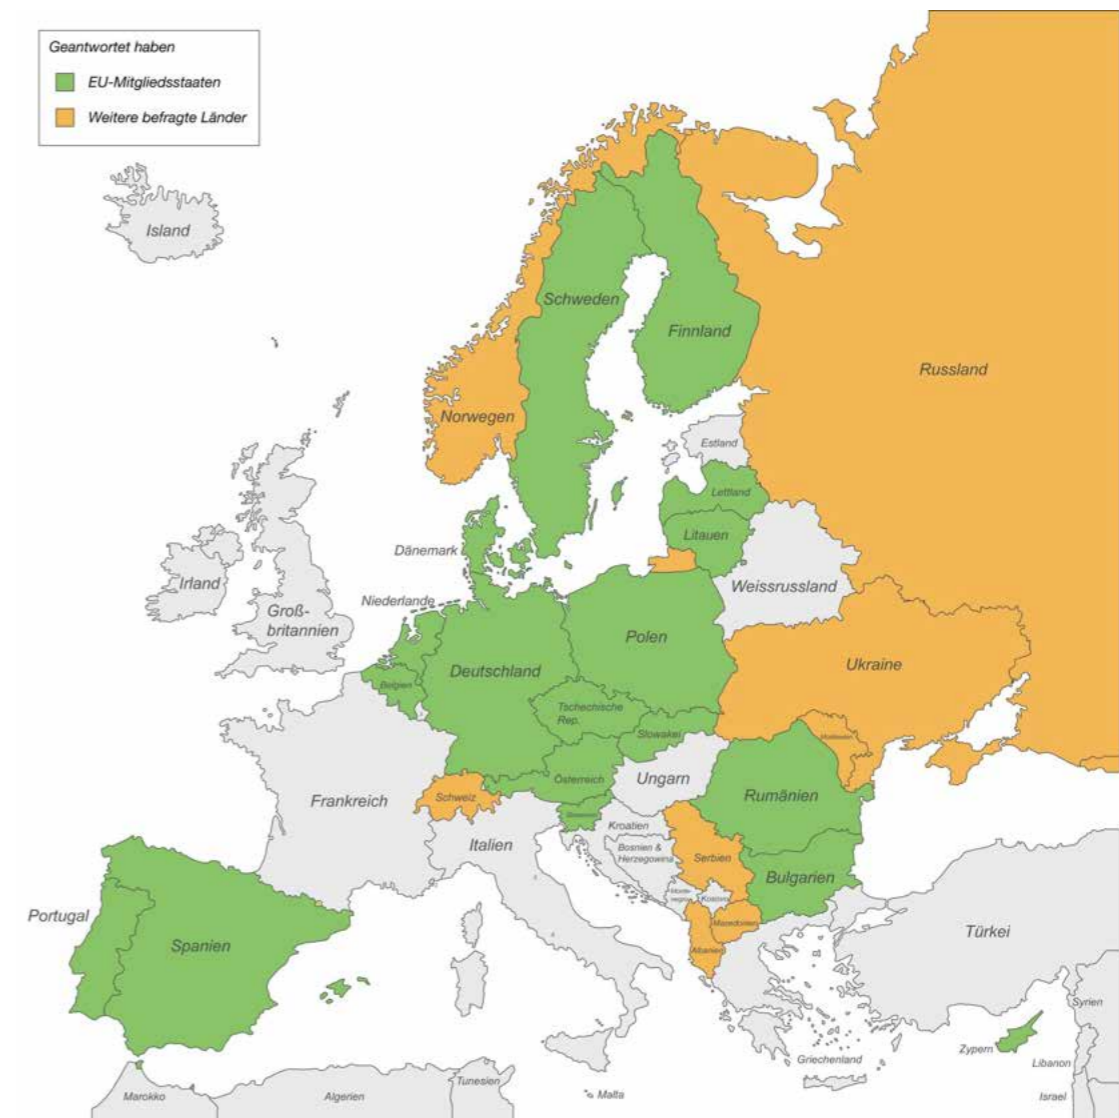 Geantwortet haben
EU-Mitgliedsstaaten
Weitere befragte Länder
Island
Schweden
Finnland
Russland
Norwegen
Estland
Lettland
Litauen
Dänemark
Irland
Weissrussland
Niederlande
Groß-
britannien
Polen
Ukraine
Deutschland
Belgien
Tschechische
Rep.
Slowakei
Moldawien
Österreich
Ungarn
Frankreich
Schweiz
Rumänien
Slowenien
Kroatien
Italien
Bosnien &
Herzegowina
Serbien
Bulgarien
Monte-
negro
Kosovo
Portugal
Spanien
Mazedonien
Albanien
Türkei
Syrien
Zypern
Griechenland
Libanon
Tunesien
Marokko
Algerien
Malta
Israel